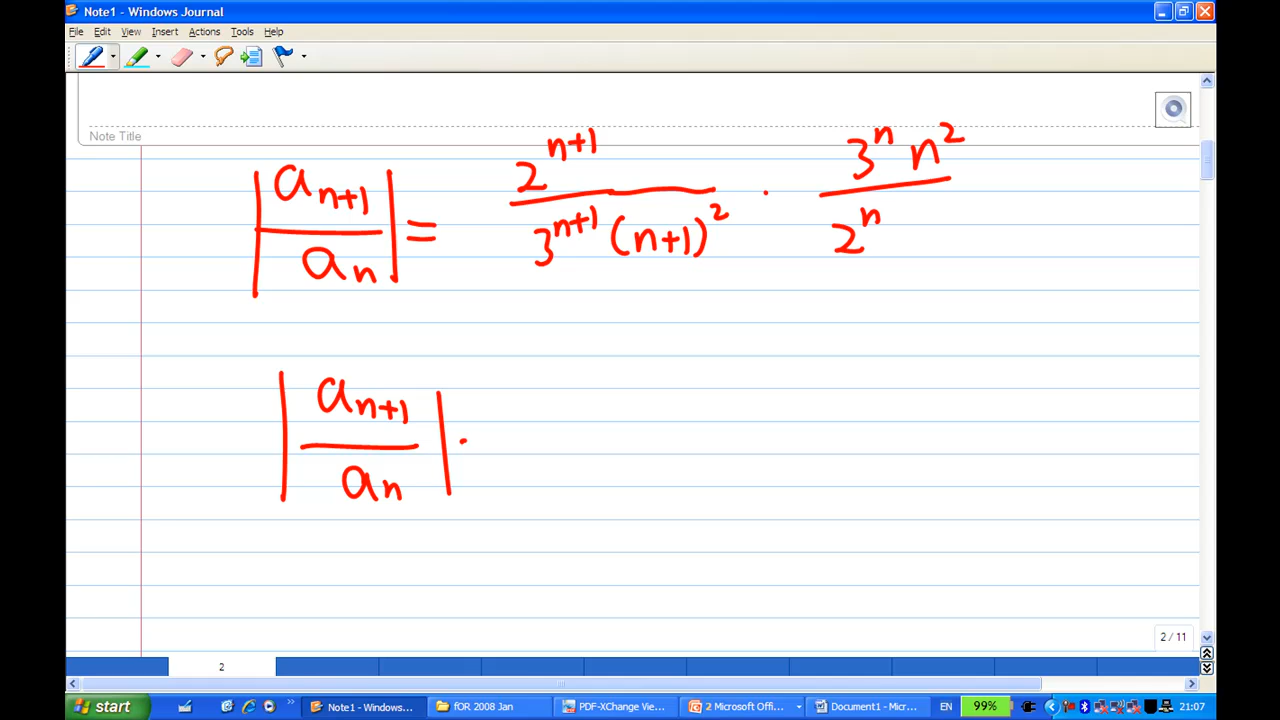 Note1 - Windows Journal
File Edit View Insert Actions Tools Help
Note Title
|a_{n+1} / a_n| = 2^{n+1} / 3^{n+1} (n+1)^2 · 3^n n^2 / 2^n
|a_{n+1} / a_n|
2 / 11
2
start Note1 - Windows... fOR 2008 Jan PDF-XChange Vie... 2 Microsoft Offi... Document1 - Micr... EN 99% 21:07